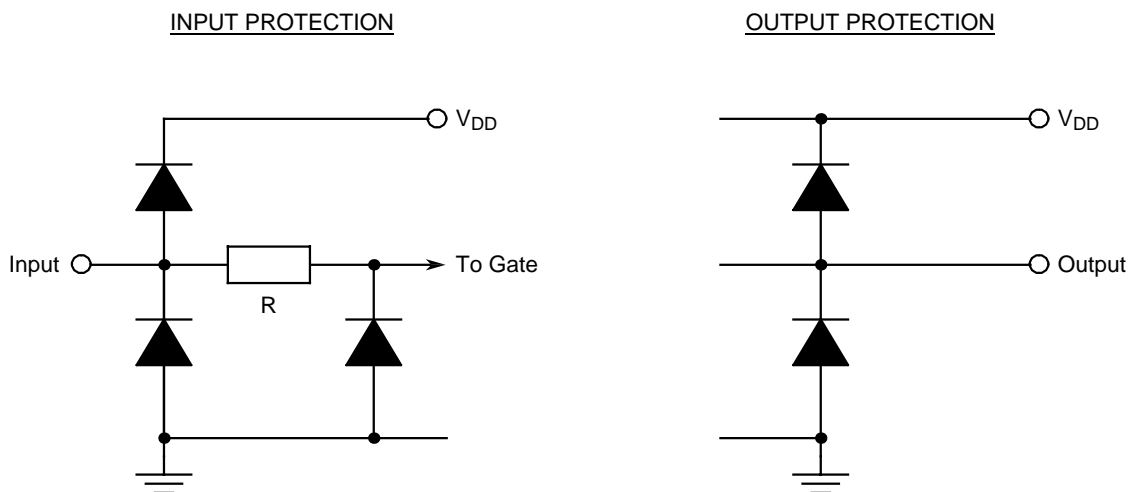 INPUT PROTECTION
VDD
Input
To Gate
R
OUTPUT PROTECTION
VDD
Output